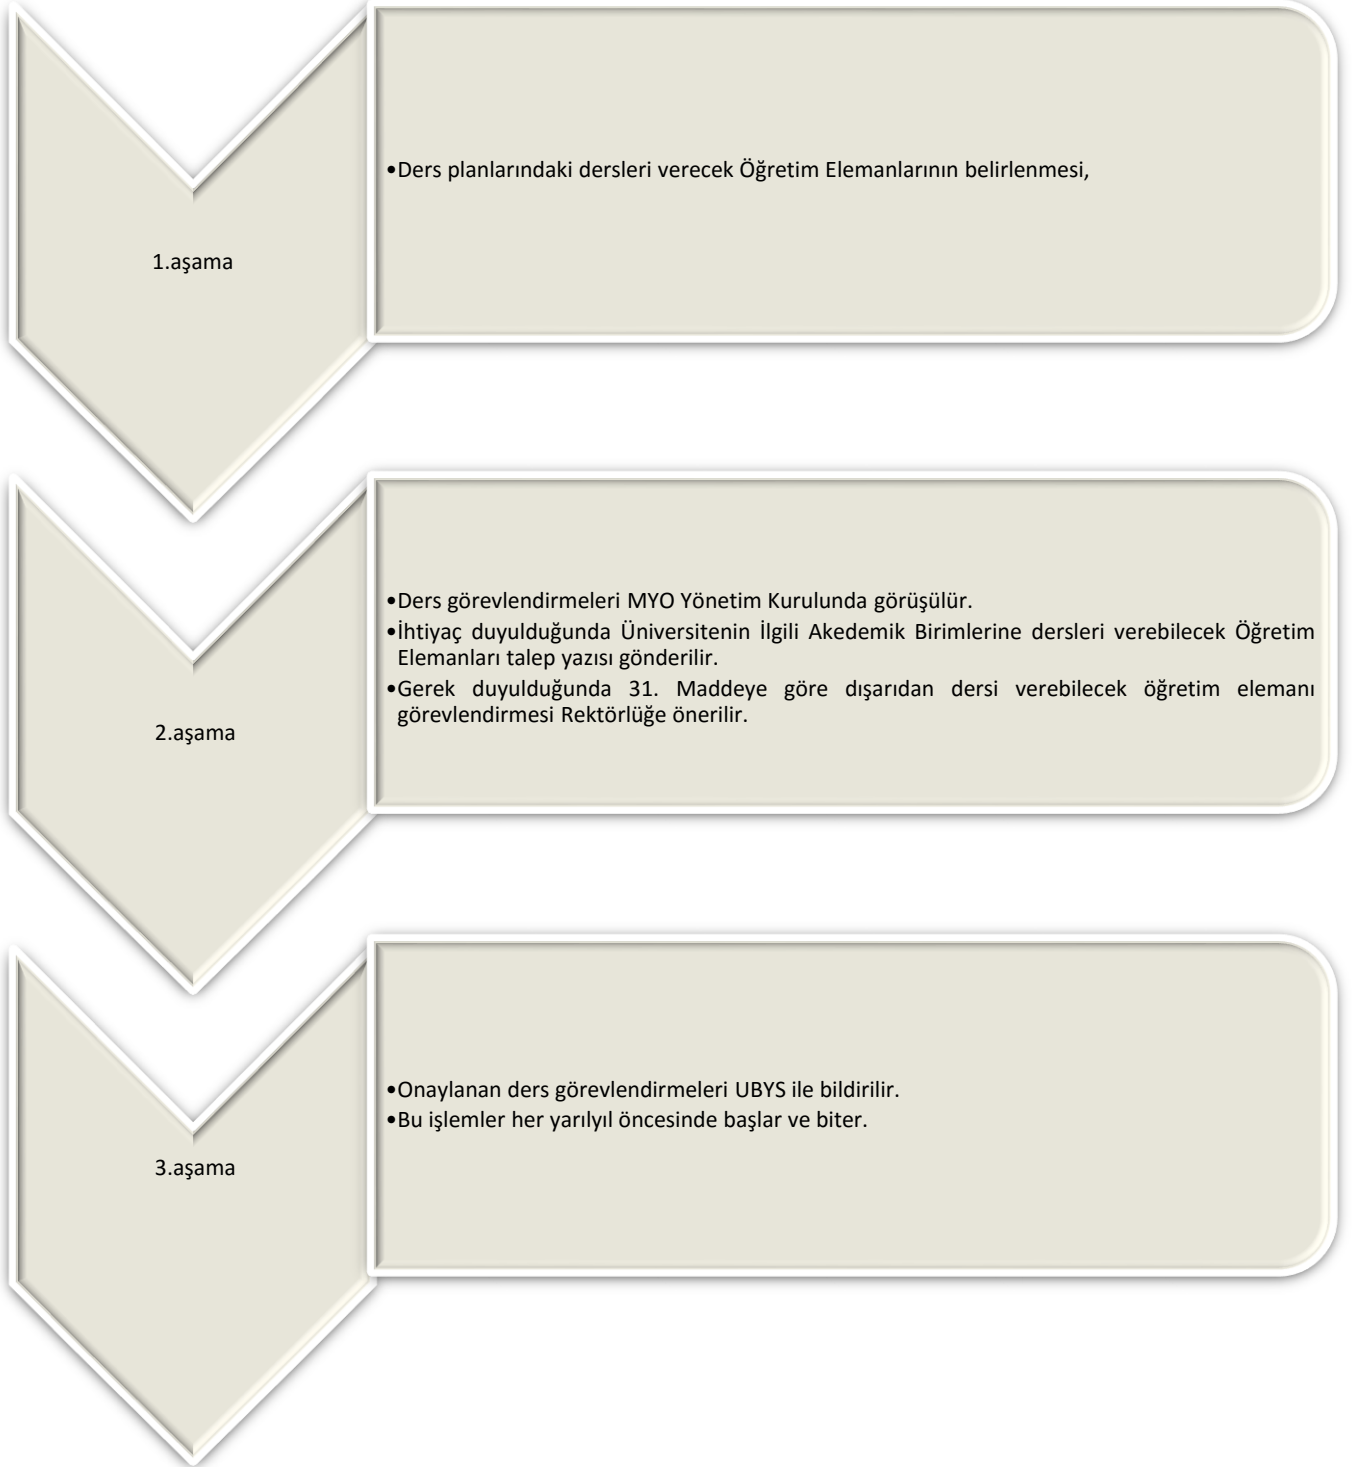 •Ders planlarındaki dersleri verecek Öğretim Elemanlarının belirlenmesi,
1.aşama
•Ders görevlendirmeleri MYO Yönetim Kurulunda görüşülür.
•İhtiyaç duyulduğunda Üniversitenin İlgili Akedemik Birimlerine dersleri verebilecek Öğretim
Elemanları talep yazısı gönderilir.
•Gerek duyulduğunda 31. Maddeye göre dışarıdan dersi verebilecek öğretim elemanı
görevlendirmesi Rektörlüğe önerilir.
2.aşama
•Onaylanan ders görevlendirmeleri UBYS ile bildirilir.
•Bu işlemler her yarılyıl öncesinde başlar ve biter.
3.aşama